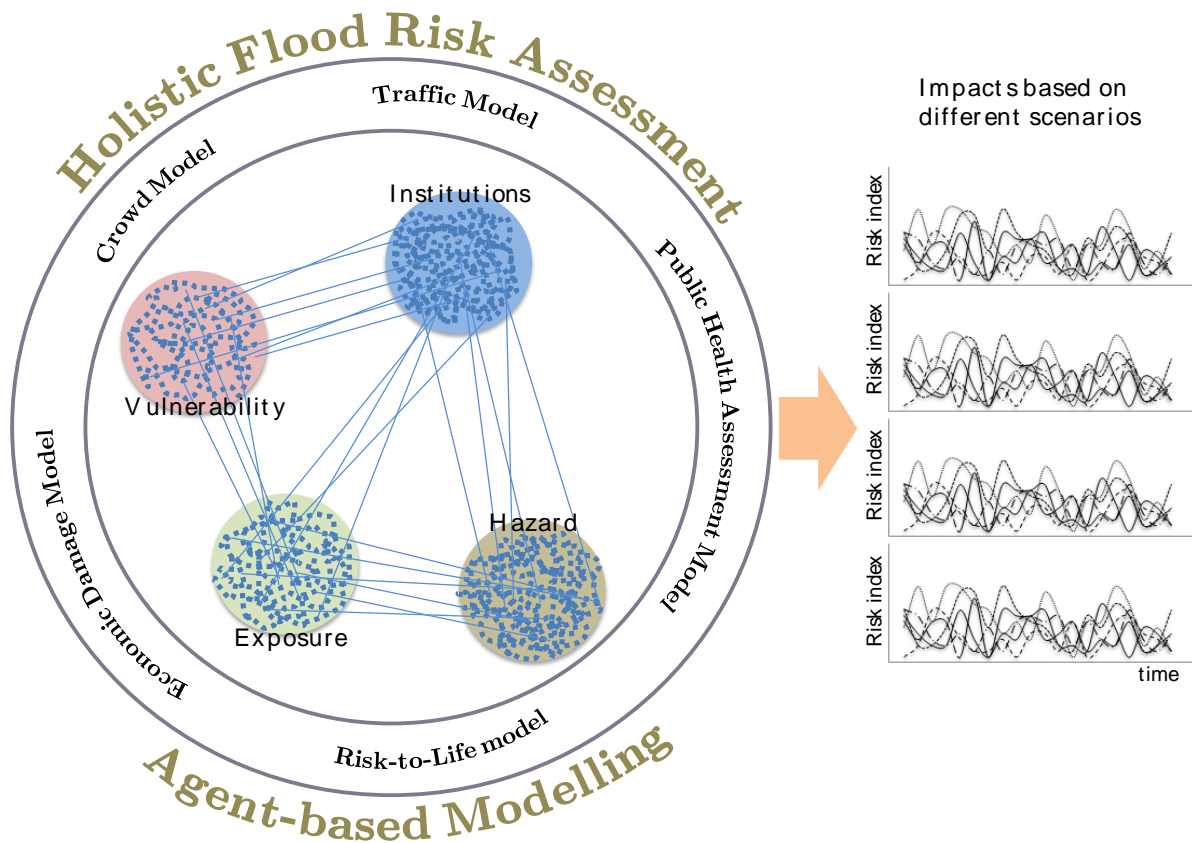 Holistic Flood Risk Assessment
Traffic Model
Crowd Model
Institutions
Public Health Assessment Model
Vulnerability
Economic Damage Model
Hazard
Exposure
Risk-to-Life model
Agent-based Modelling
Impacts based on
different scenarios
Risk index
Risk index
Risk index
Risk index
time